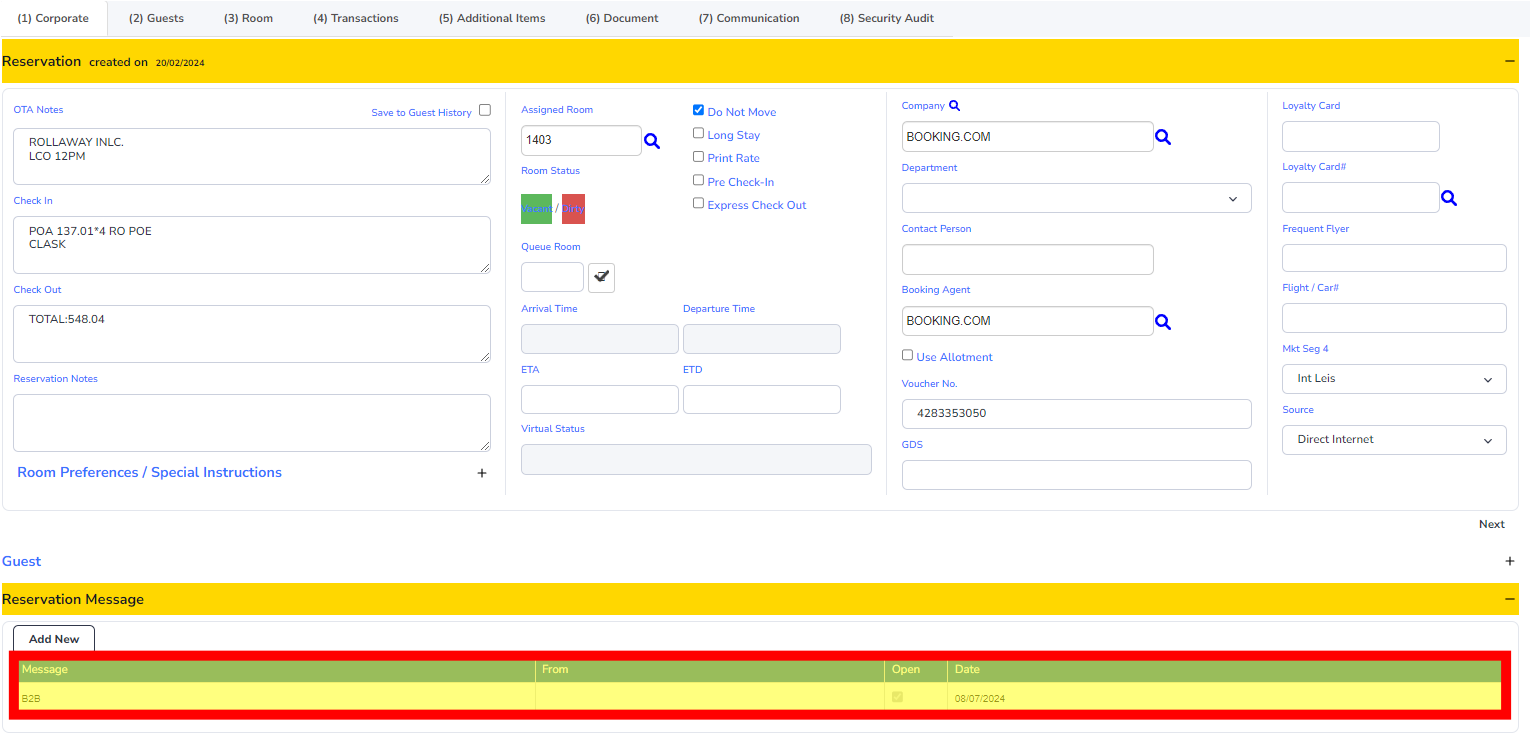 (1) Corporate (2) Guests (3) Room (4) Transactions (5) Additional Items (6) Document (7) Communication (8) Security Audit
Reservation created on 20/02/2024
OTA Notes
Save to Guest History
ROLLAWAY INLC.
LCO 12PM
Check In
POA 137.01*4 RO POE
CLASK
Check Out
TOTAL:548.04
Reservation Notes
Room Preferences / Special Instructions
Assigned Room
1403
Room Status
Vacant / Dirty
Queue Room
Arrival Time Departure Time
ETA ETD
Virtual Status
Do Not Move
Long Stay
Print Rate
Pre Check-In
Express Check Out
Company
BOOKING.COM
Department
Contact Person
Booking Agent
BOOKING.COM
Use Allotment
Voucher No.
4283353050
GDS
Loyalty Card
Loyalty Card#
Frequent Flyer
Flight / Car#
Mkt Seg 4
Int Leis
Source
Direct Internet
Next
Guest
Reservation Message
Add New
Message From Open Date
B2B 08/07/2024